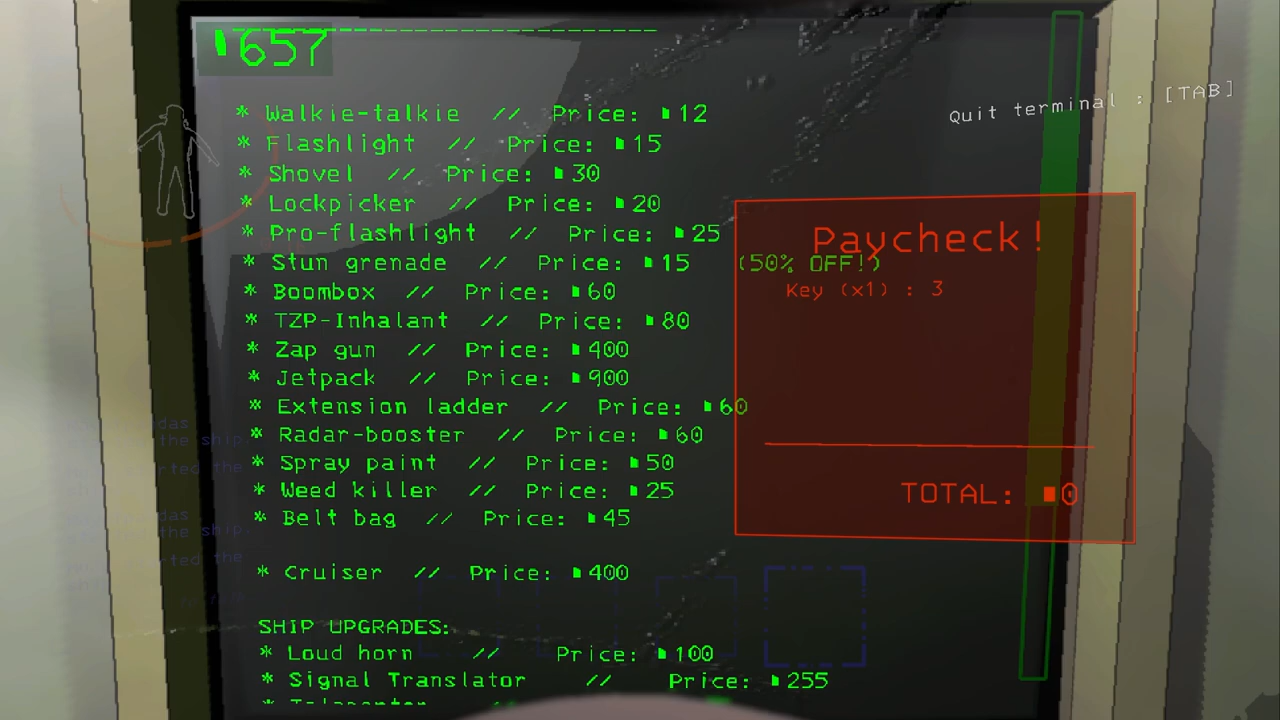 ▮657
Quit terminal : [TAB]
* Walkie-talkie // Price: ▮12
* Flashlight // Price: ▮15
* Shovel // Price: ▮30
* Lockpicker // Price: ▮20
* Pro-flashlight // Price: ▮25
* Stun grenade // Price: ▮15 (50% OFF!)
* Boombox // Price: ▮60
* TZP-Inhalant // Price: ▮80
* Zap gun // Price: ▮400
* Jetpack // Price: ▮900
* Extension ladder // Price: ▮60
* Radar-booster // Price: ▮60
* Spray paint // Price: ▮50
* Weed killer // Price: ▮25
* Belt bag // Price: ▮45
* Cruiser // Price: ▮400
SHIP UPGRADES:
* Loud horn // Price: ▮100
* Signal Translator // Price: ▮255
Paycheck!
Key (x1) : 3
TOTAL: ■0